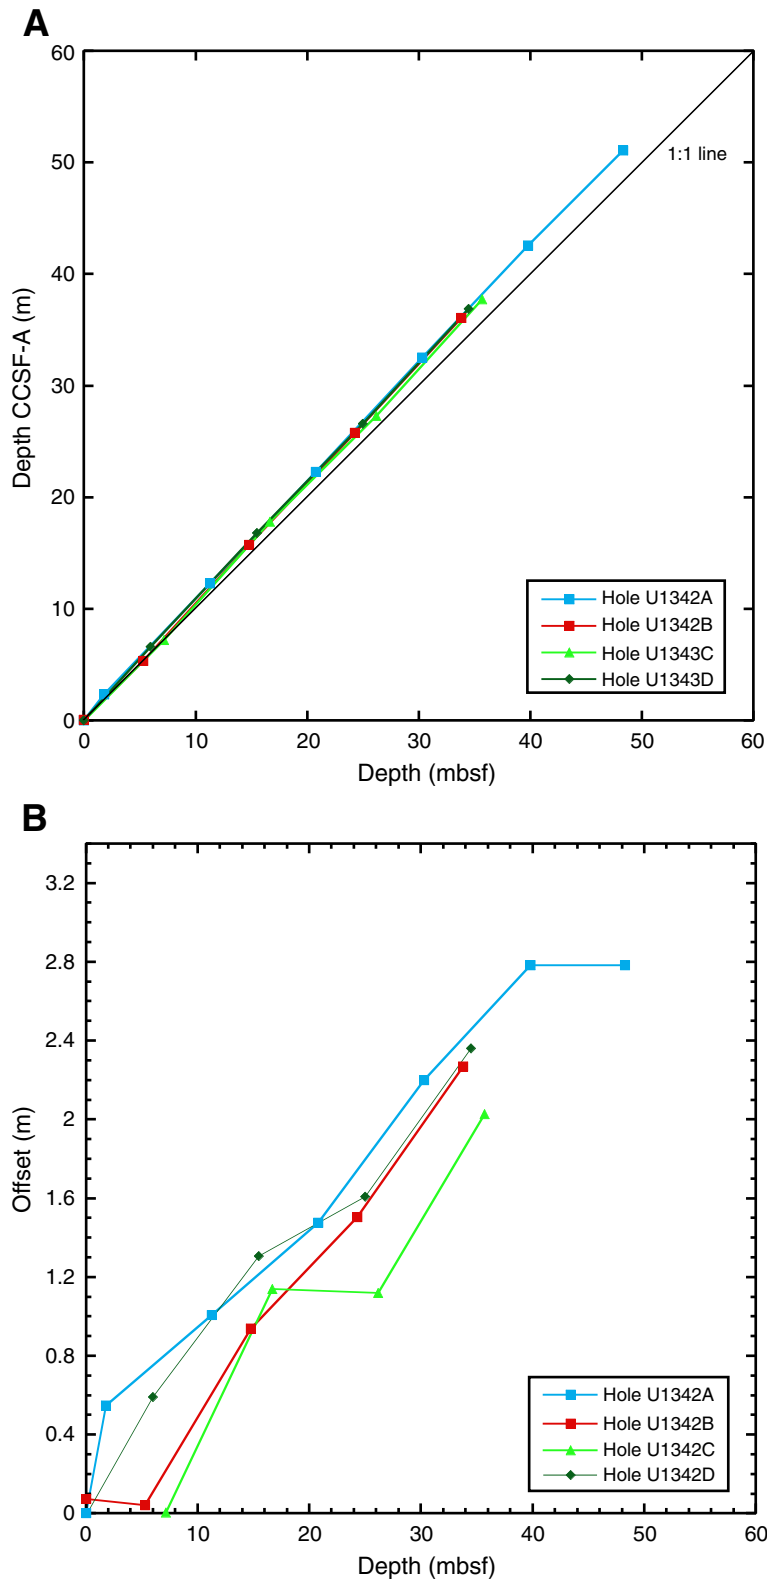 A
60
50
40
30
20
10
0
Depth CCSF-A (m)
1:1 line
Hole U1342A
Hole U1342B
Hole U1343C
Hole U1343D
0 10 20 30 40 50 60
Depth (mbsf)
B
3.2
2.8
2.4
2
1.6
1.2
0.8
0.4
0
Offset (m)
Hole U1342A
Hole U1342B
Hole U1342C
Hole U1342D
0 10 20 30 40 50 60
Depth (mbsf)